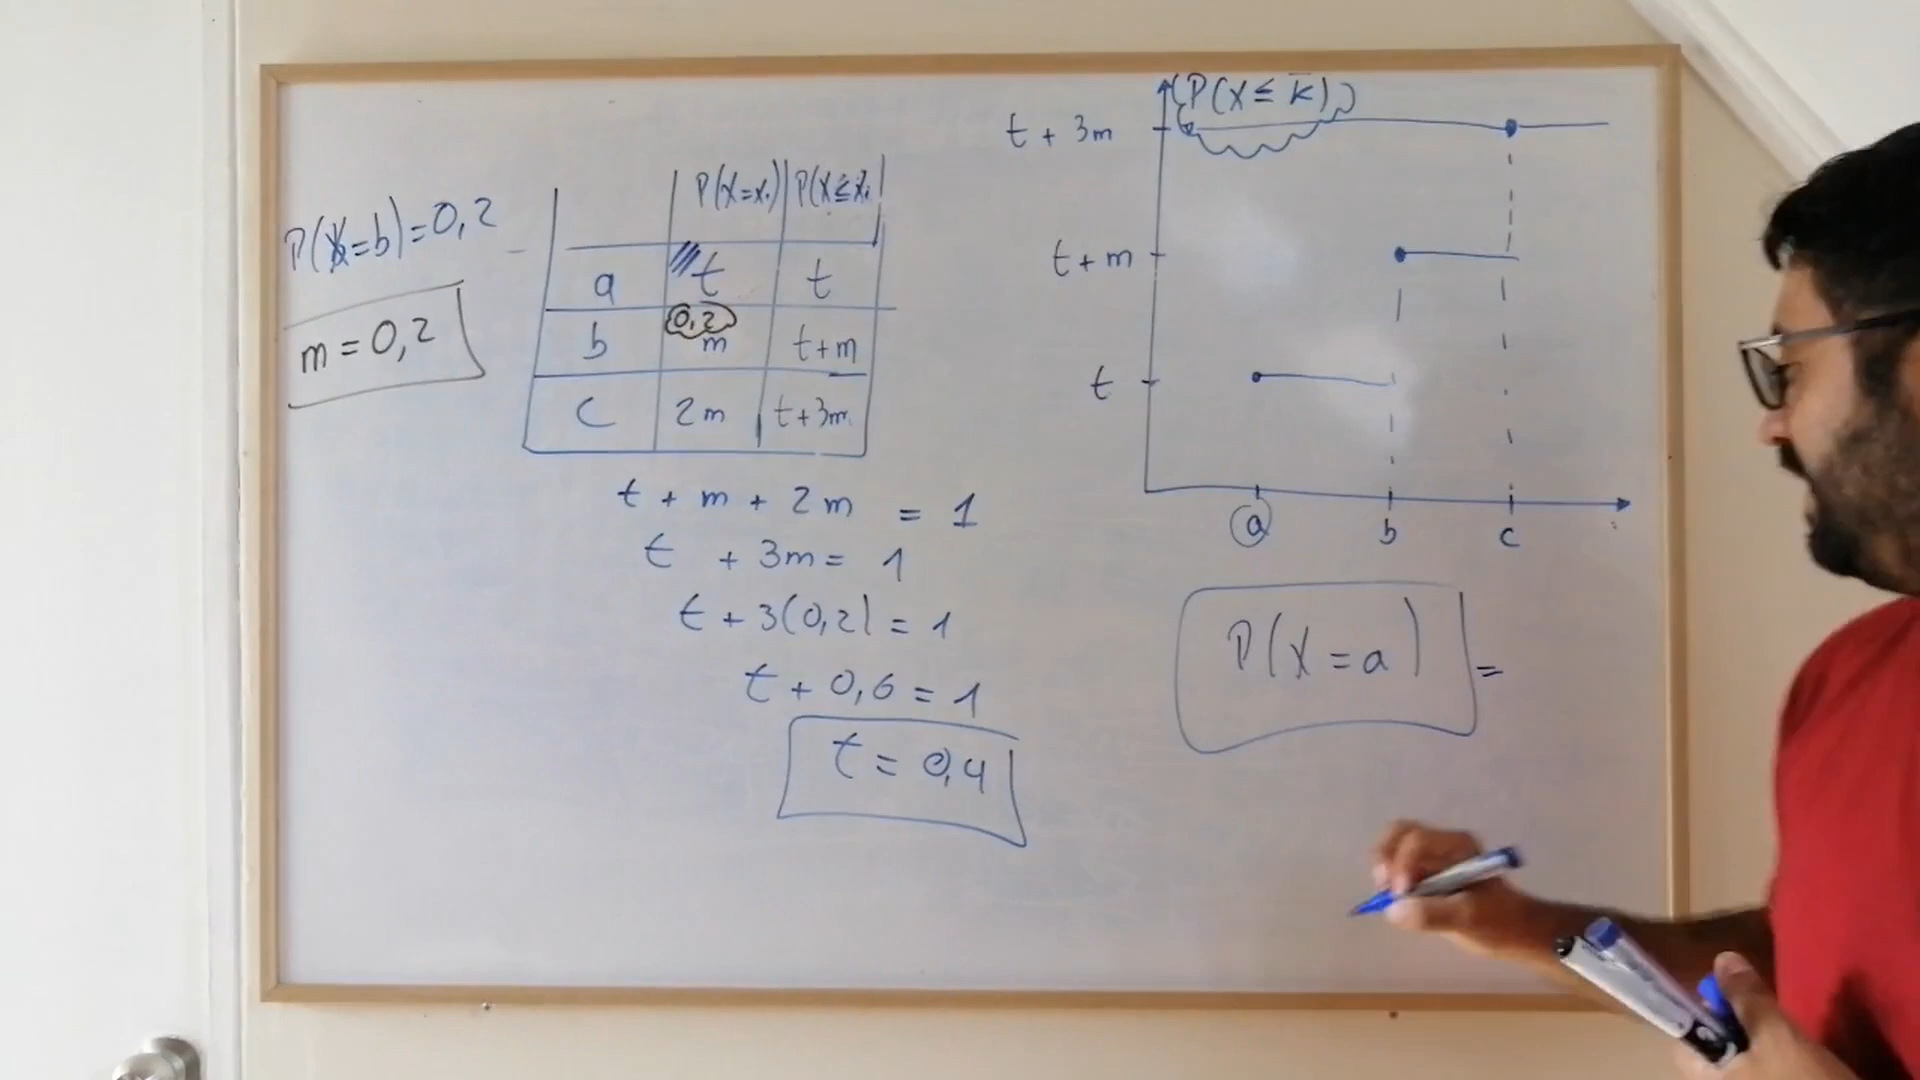 P(X=b)=0,2
m = 0,2
P(X=xi) P(X≤xi
a t t
0,2
b m t+m
c 2m t+3m
t + m + 2m = 1
t + 3m = 1
t + 3(0,2) = 1
t + 0,6 = 1
t = 0,4
P(X ≤ k)
t + 3m
t + m
t
a b c
P(X = a) =